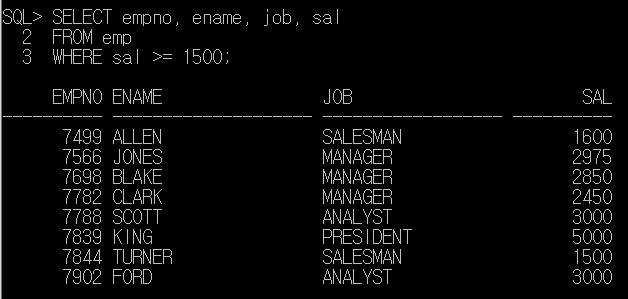 SQL> SELECT empno, ename, job, sal
2 FROM emp
3 WHERE sal >= 1500;
EMPNO ENAME JOB SAL
---------- -------------------- ------------------ ----------
7499 ALLEN SALESMAN 1600
7566 JONES MANAGER 2975
7698 BLAKE MANAGER 2850
7782 CLARK MANAGER 2450
7788 SCOTT ANALYST 3000
7839 KING PRESIDENT 5000
7844 TURNER SALESMAN 1500
7902 FORD ANALYST 3000